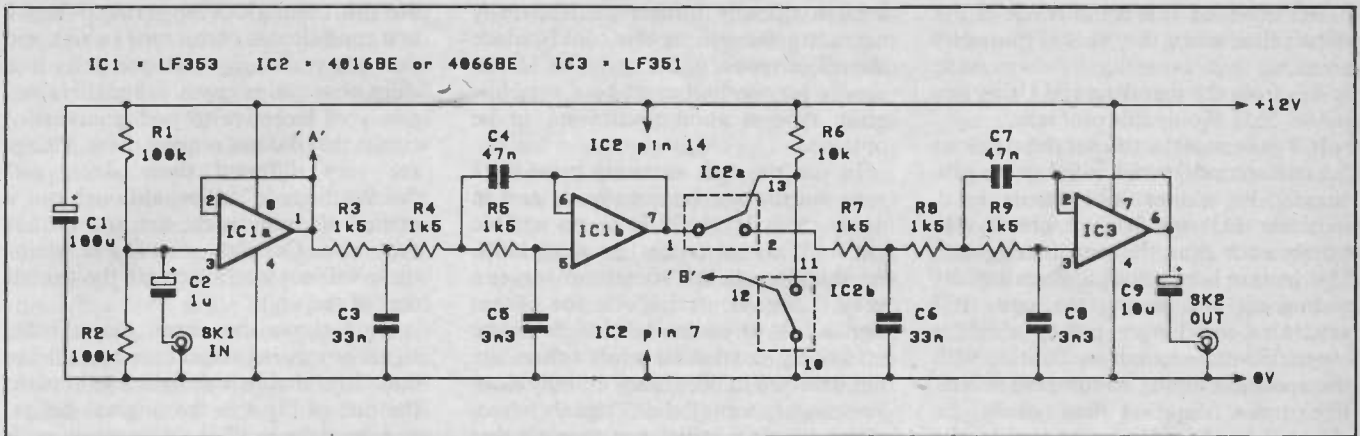 IC1 = LF353 IC2 = 4016BE or 4066BE IC3 = LF351
+12V
R1
100k
'A'
C4
47n
IC2 pin 14
R6
10k
C7
47n
IC2a
13
2
8
6
2
7
C1
100u
IC1a
1
R3
1k5
R4
1k5
1k5
IC1b
7
1
2
R7
1k5
R8
1k5
1k5
IC3
6
3
5
'B'
11
3
4
C2
1u
12
IC2b
C9
10u
R2
100k
SK1
IN
C3
33n
C5
3n3
IC2 pin 7
10
C6
33n
C8
3n3
SK2
OUT
0V